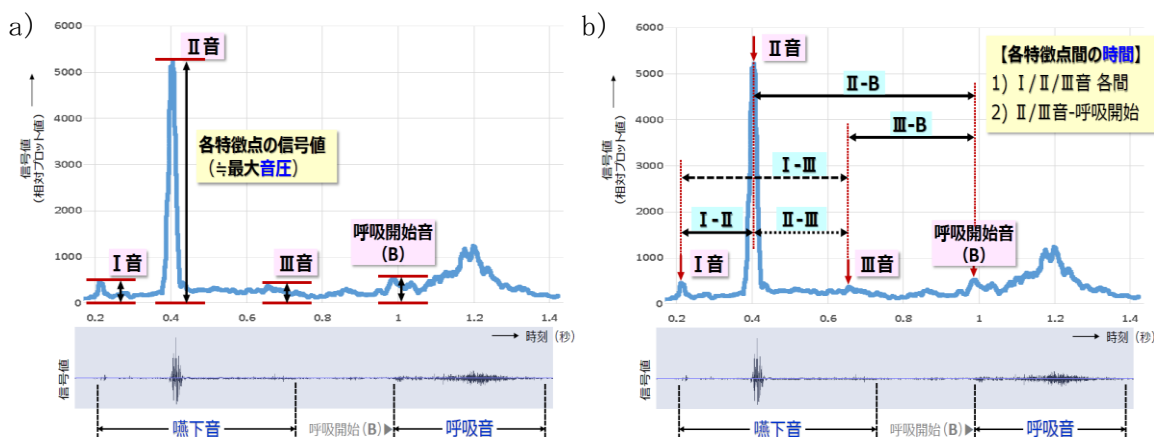 a)
6000
5000
4000
3000
2000
1000
0
信号値
(相対プロット値)
Ⅱ音
各特徴点の信号値
(≒最大音圧)
Ⅰ音
Ⅲ音
呼吸開始音
(B)
0.2 0.4 0.6 0.8 1 1.2 1.4
時刻(秒)
信号値
嚥下音
呼吸開始(B)
呼吸音
b)
6000
5000
4000
3000
2000
1000
0
信号値
(相対プロット値)
Ⅱ音
【各特徴点間の時間】
1) Ⅰ/Ⅱ/Ⅲ音 各間
2) Ⅱ/Ⅲ音-呼吸開始
Ⅱ-B
Ⅲ-B
Ⅰ-Ⅲ
Ⅰ-Ⅱ
Ⅱ-Ⅲ
Ⅰ音
Ⅲ音
呼吸開始音
(B)
0.2 0.4 0.6 0.8 1 1.2 1.4
時刻(秒)
信号値
嚥下音
呼吸開始(B)
呼吸音